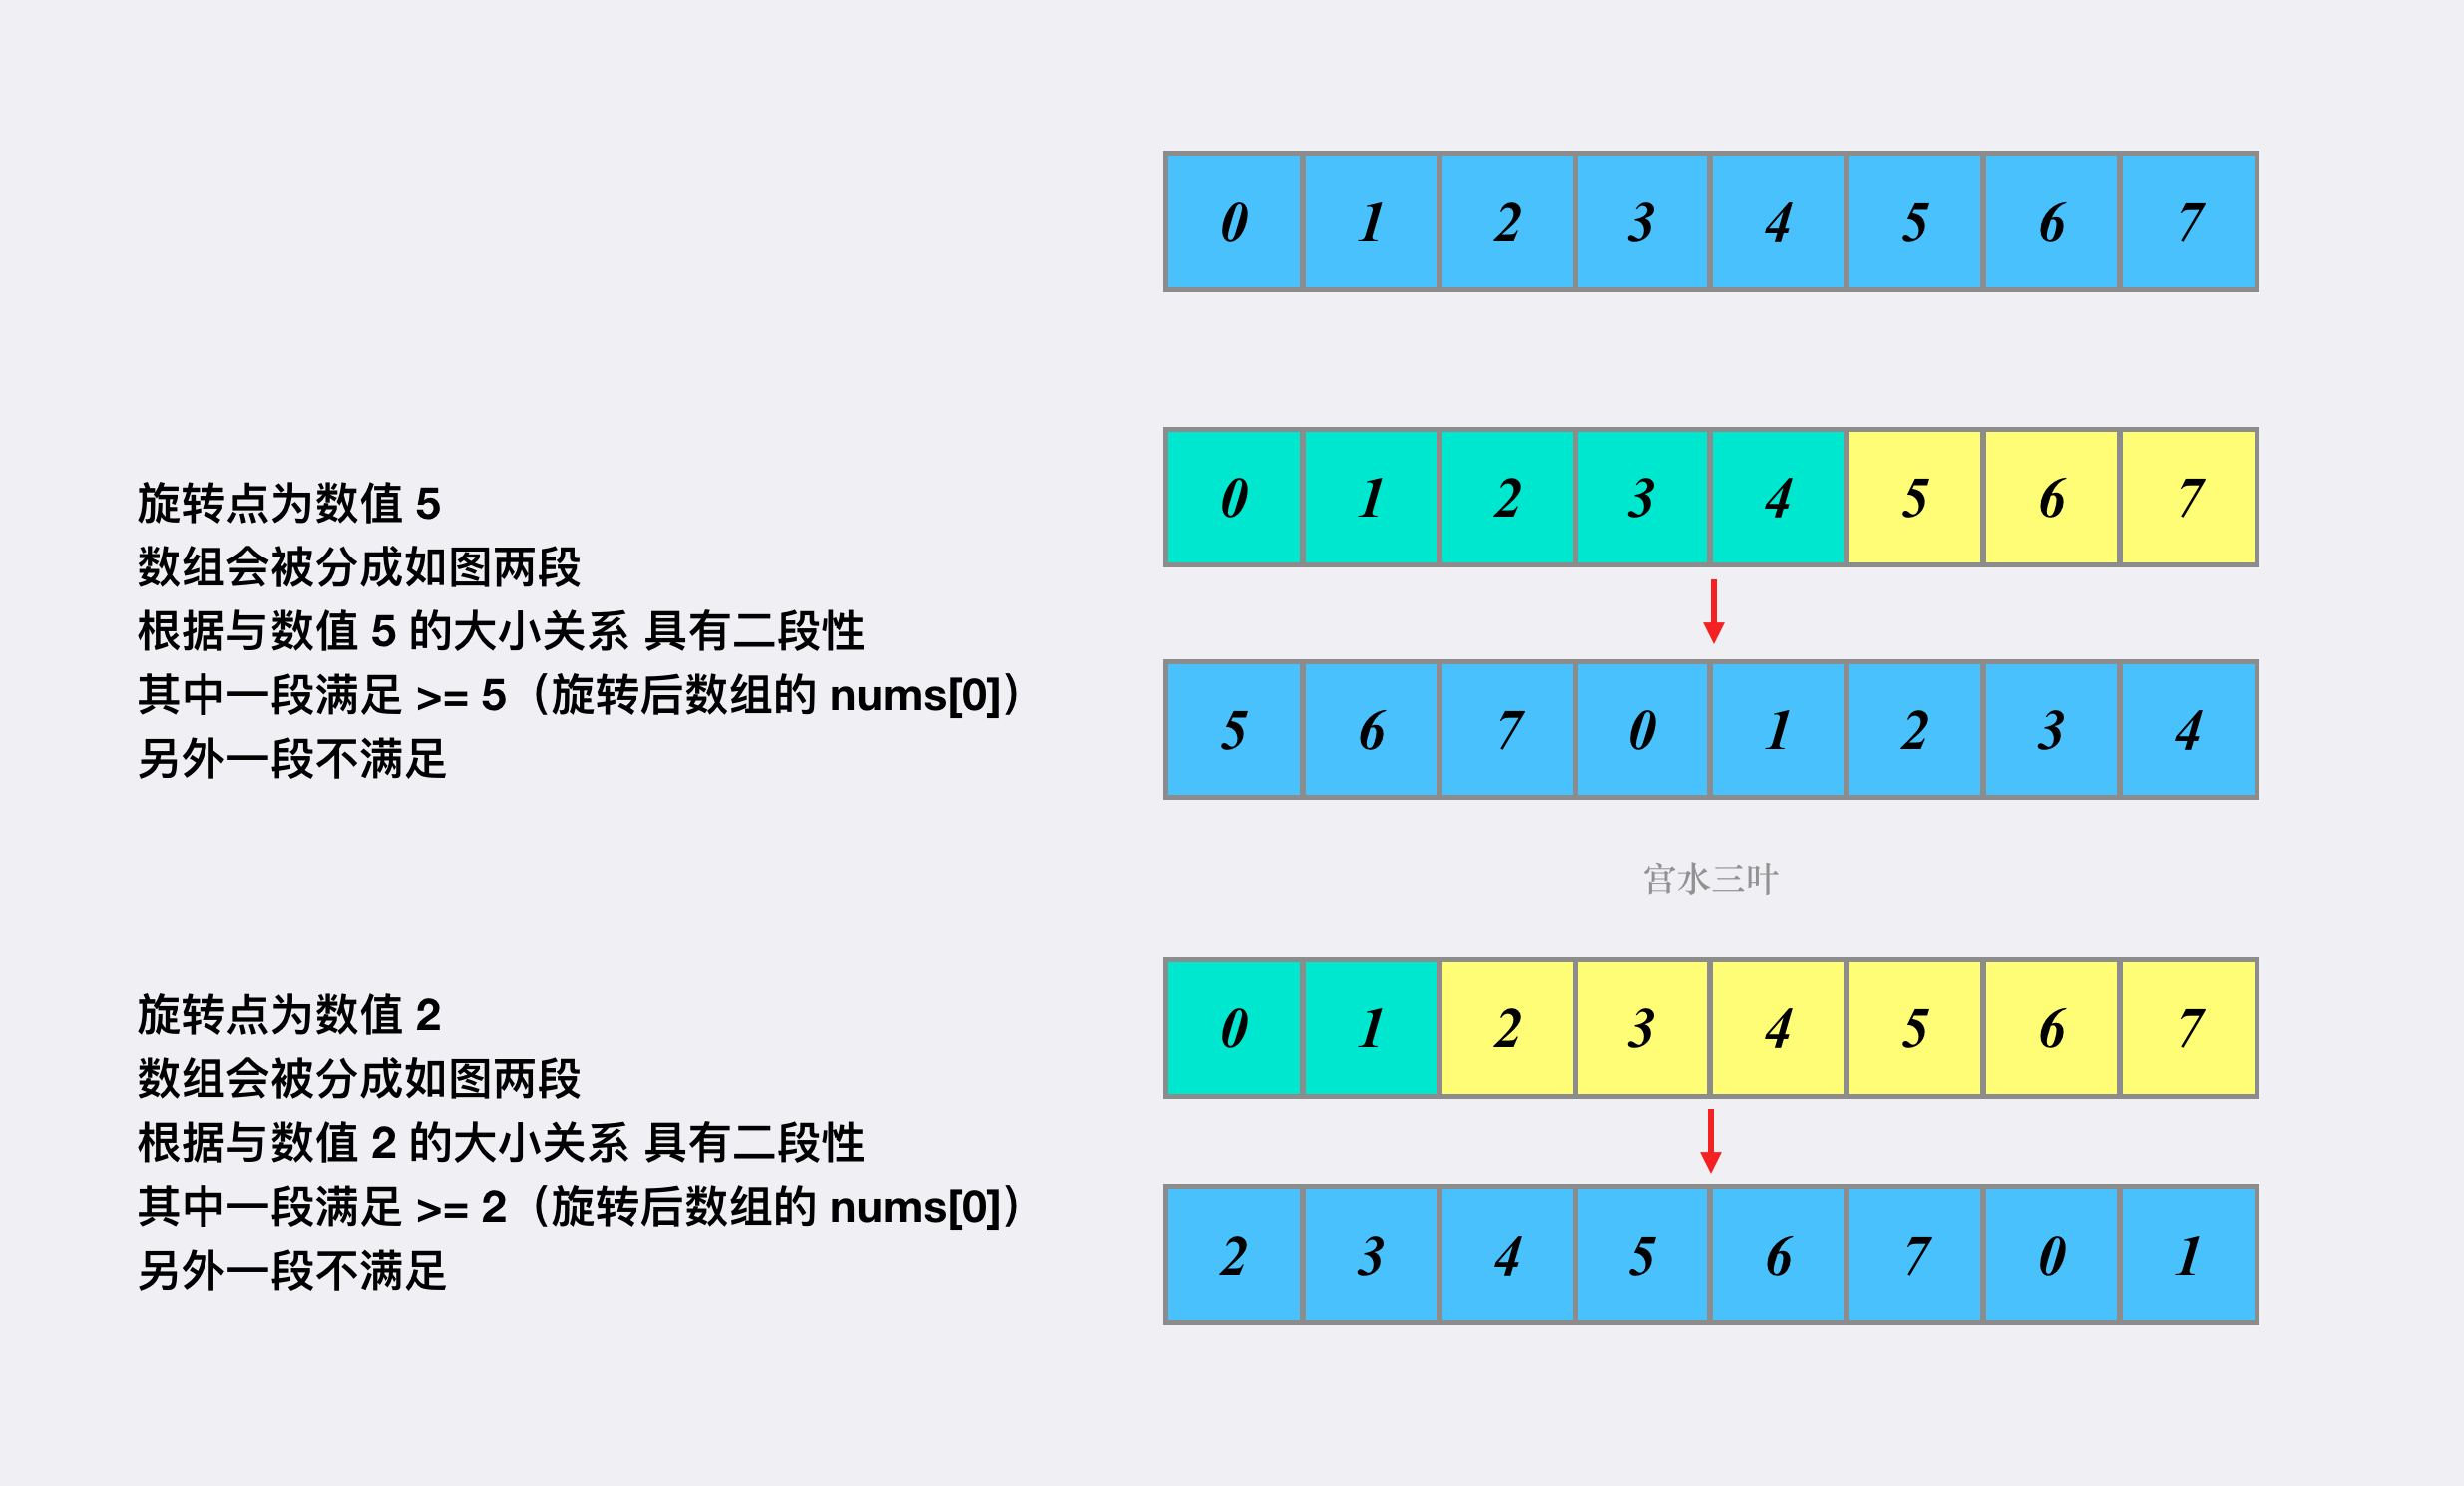 0 1 2 3 4 5 6 7
旋转点为数值 5
数组会被分成如图两段
根据与数值 5 的大小关系 具有二段性
其中一段满足 >= 5（旋转后数组的 nums[0]）
另外一段不满足
0 1 2 3 4 5 6 7
5 6 7 0 1 2 3 4
宫水三叶
旋转点为数值 2
数组会被分成如图两段
根据与数值 2 的大小关系 具有二段性
其中一段满足 >= 2（旋转后数组的 nums[0]）
另外一段不满足
0 1 2 3 4 5 6 7
2 3 4 5 6 7 0 1